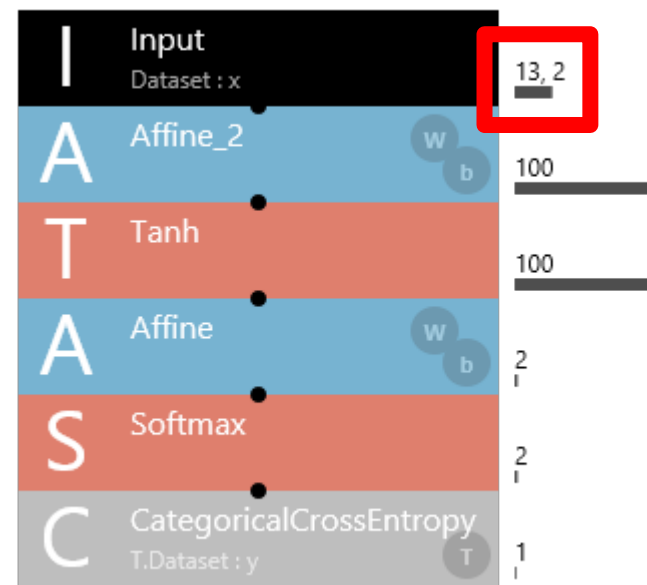 I
Input
Dataset : x
13, 2
A
Affine_2
W
b
100
T
Tanh
100
A
Affine
W
b
2
S
Softmax
2
C
CategoricalCrossEntropy
T.Dataset : y
T
1